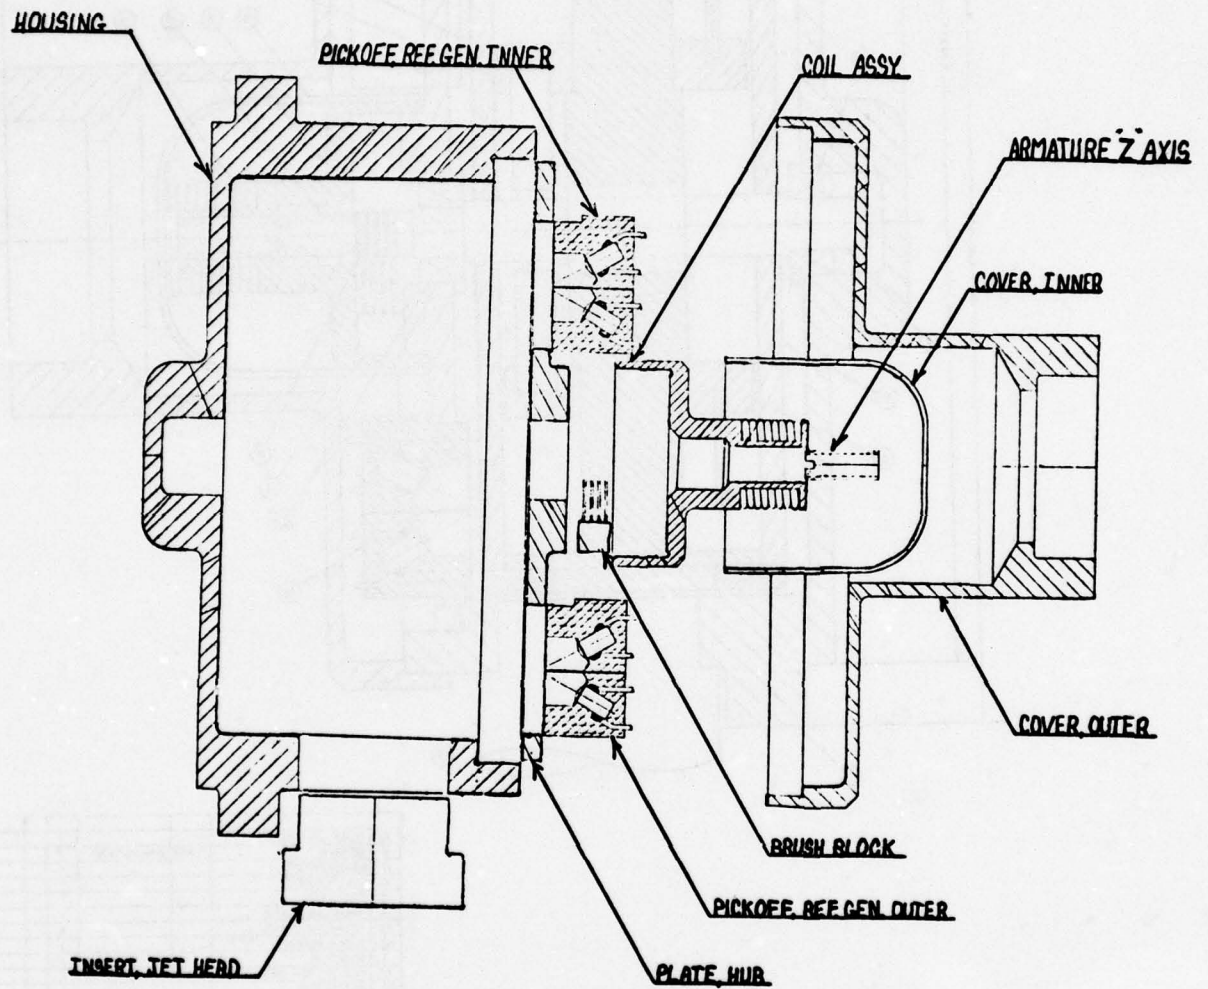 HOUSING
PICKOFF, REF. GEN. INNER
COIL ASSY.
ARMATURE "Z" AXIS
COVER, INNER
COVER, OUTER
BRUSH BLOCK
PICKOFF, REF. GEN. OUTER
INSERT, JET HEAD
PLATE, HUB